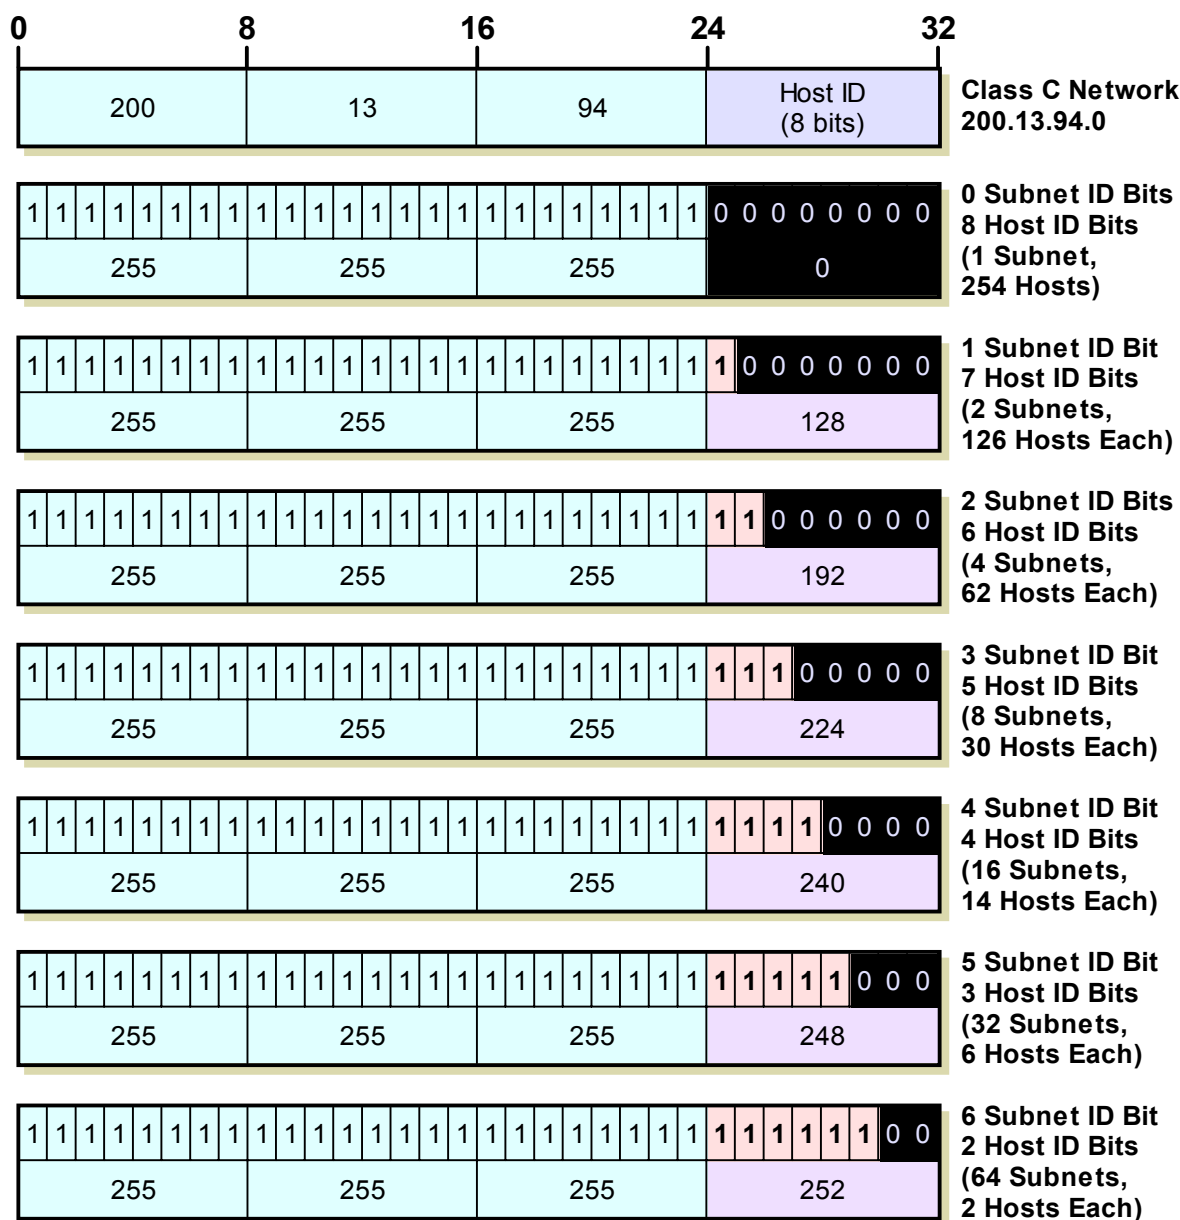 0 8 16 24 32
200 13 94 Host ID
(8 bits)
Class C Network
200.13.94.0
1 1 1 1 1 1 1 1 1 1 1 1 1 1 1 1 1 1 1 1 1 1 1 1 0 0 0 0 0 0 0 0
255 255 255 0
0 Subnet ID Bits
8 Host ID Bits
(1 Subnet,
254 Hosts)
1 1 1 1 1 1 1 1 1 1 1 1 1 1 1 1 1 1 1 1 1 1 1 1 1 0 0 0 0 0 0 0
255 255 255 128
1 Subnet ID Bit
7 Host ID Bits
(2 Subnets,
126 Hosts Each)
1 1 1 1 1 1 1 1 1 1 1 1 1 1 1 1 1 1 1 1 1 1 1 1 1 1 0 0 0 0 0 0
255 255 255 192
2 Subnet ID Bits
6 Host ID Bits
(4 Subnets,
62 Hosts Each)
1 1 1 1 1 1 1 1 1 1 1 1 1 1 1 1 1 1 1 1 1 1 1 1 1 1 1 0 0 0 0 0
255 255 255 224
3 Subnet ID Bit
5 Host ID Bits
(8 Subnets,
30 Hosts Each)
1 1 1 1 1 1 1 1 1 1 1 1 1 1 1 1 1 1 1 1 1 1 1 1 1 1 1 1 0 0 0 0
255 255 255 240
4 Subnet ID Bit
4 Host ID Bits
(16 Subnets,
14 Hosts Each)
1 1 1 1 1 1 1 1 1 1 1 1 1 1 1 1 1 1 1 1 1 1 1 1 1 1 1 1 1 0 0 0
255 255 255 248
5 Subnet ID Bit
3 Host ID Bits
(32 Subnets,
6 Hosts Each)
1 1 1 1 1 1 1 1 1 1 1 1 1 1 1 1 1 1 1 1 1 1 1 1 1 1 1 1 1 1 0 0
255 255 255 252
6 Subnet ID Bit
2 Host ID Bits
(64 Subnets,
2 Hosts Each)